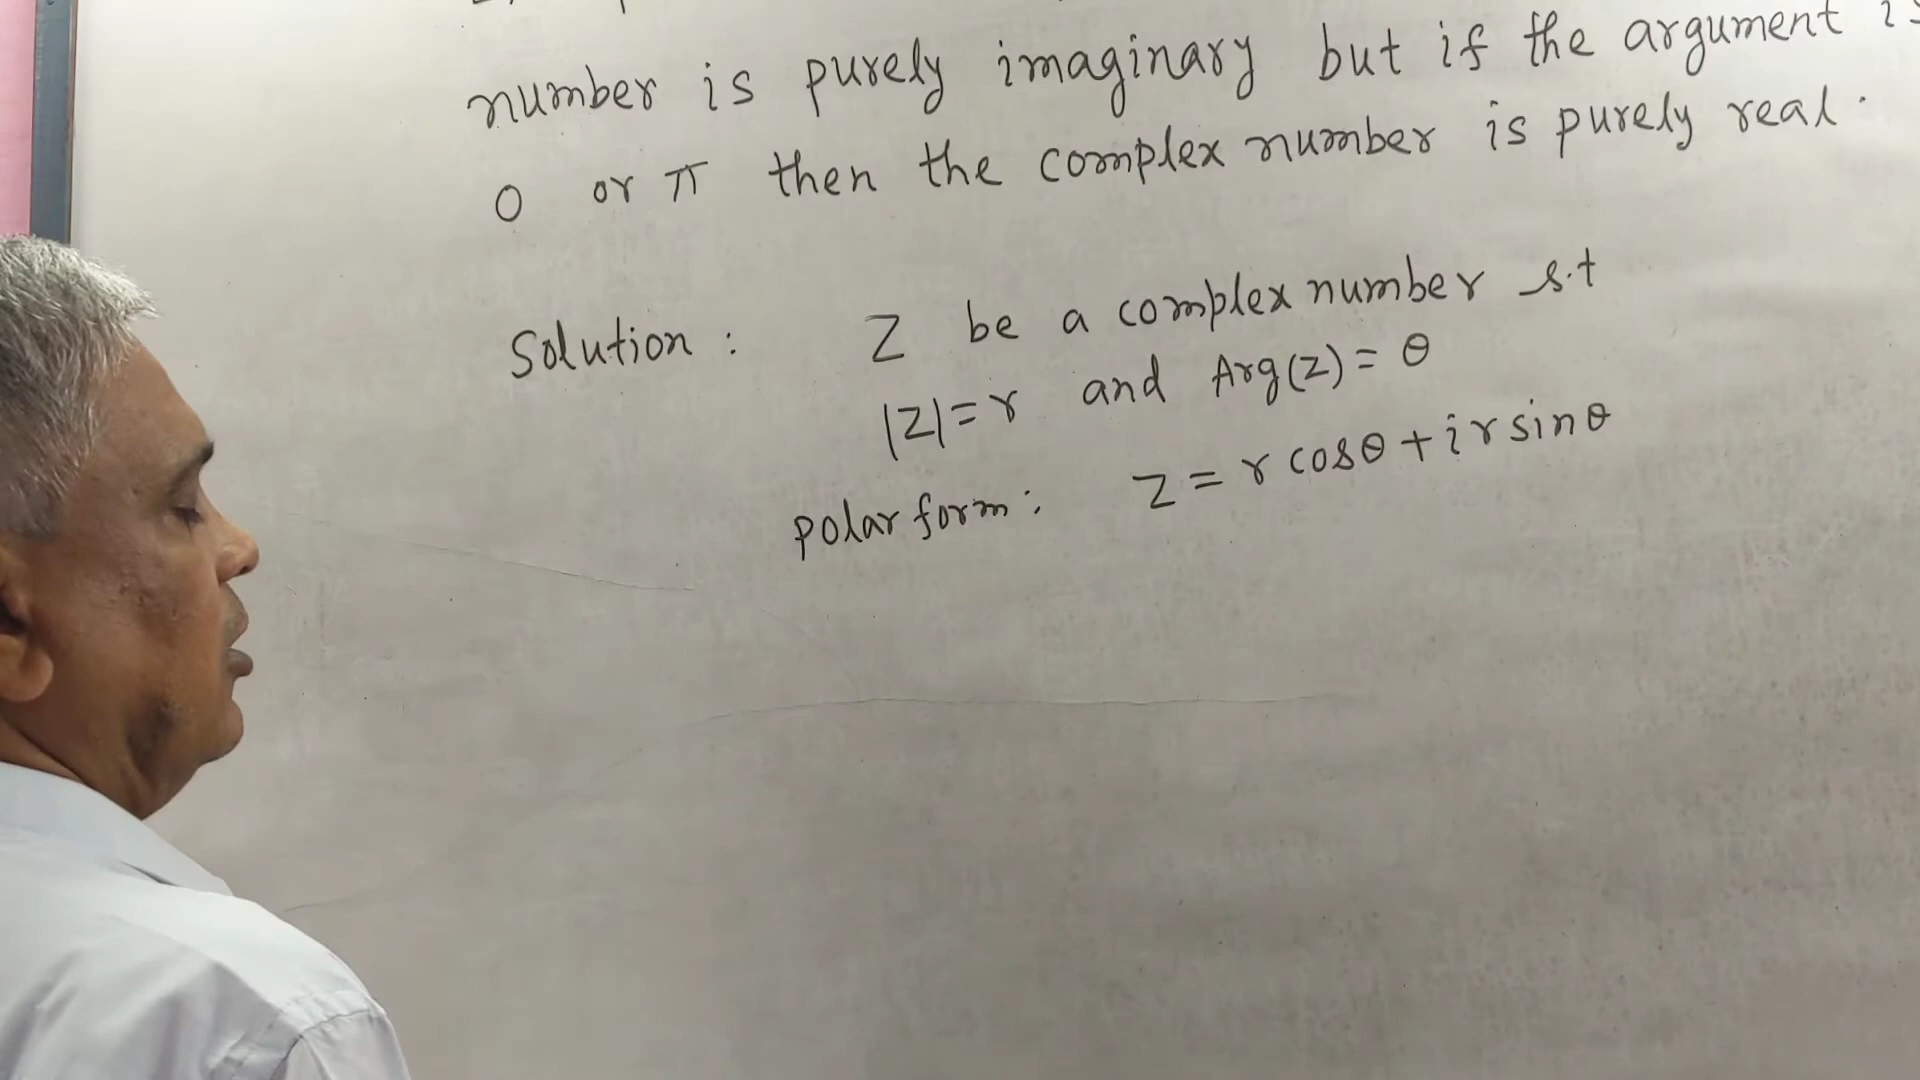 number is purely imaginary but if the argument is
0 or π then the complex number is purely real.
Solution : Z be a complex number s.t
|Z| = r and Arg(Z) = θ
polar form : Z = r cosθ + i r sinθ